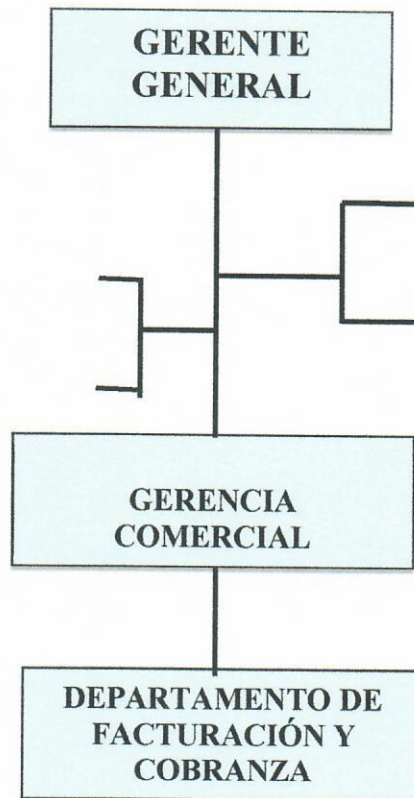 GERENTE
GENERAL
GERENCIA
COMERCIAL
DEPARTAMENTO DE
FACTURACIÓN Y
COBRANZA